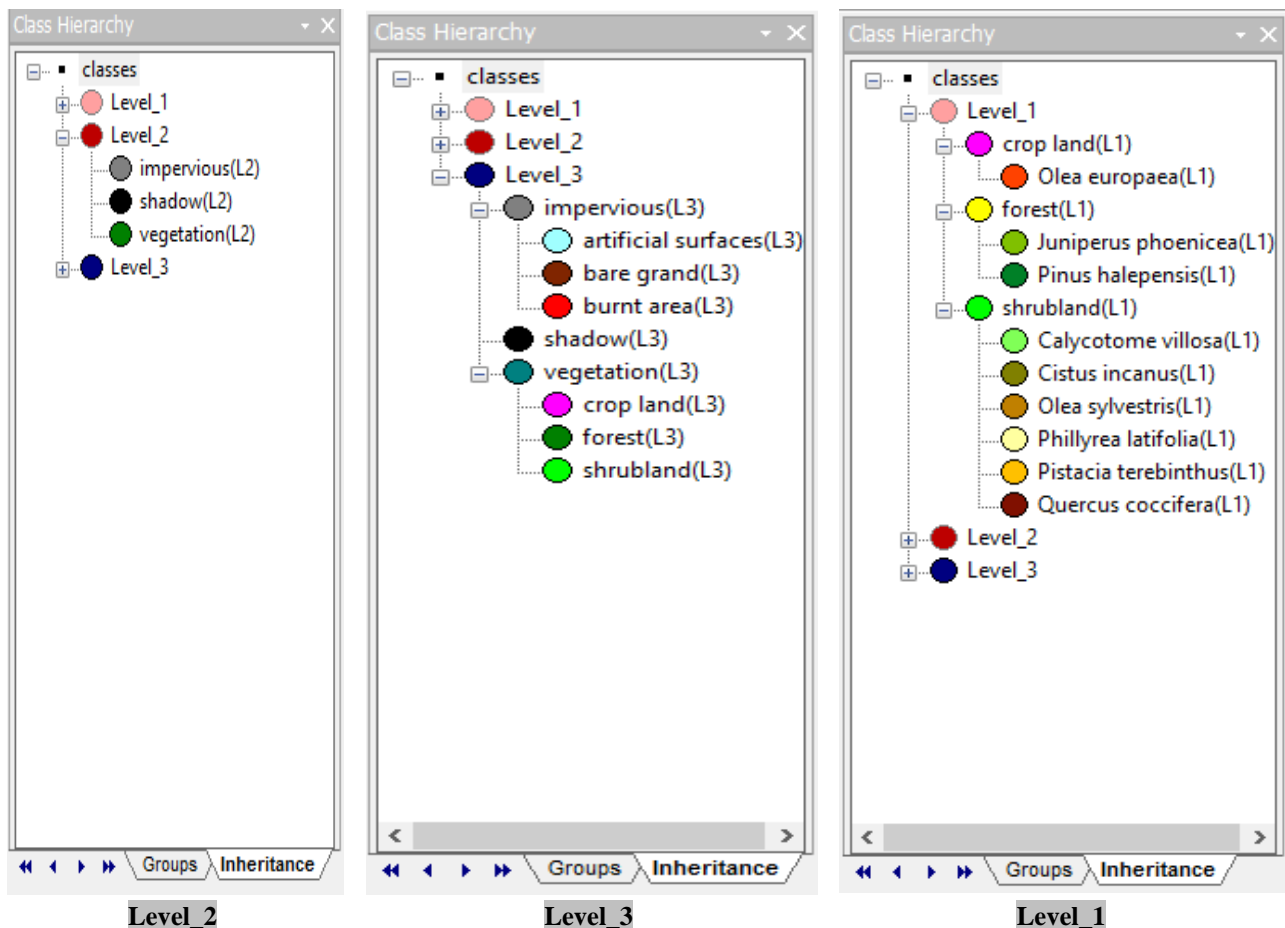 Class Hierarchy
classes
Level_1
Level_2
impervious(L2)
shadow(L2)
vegetation(L2)
Level_3
Groups Inheritance
Level_2
Class Hierarchy
classes
Level_1
Level_2
Level_3
impervious(L3)
artificial surfaces(L3)
bare grand(L3)
burnt area(L3)
shadow(L3)
vegetation(L3)
crop land(L3)
forest(L3)
shrubland(L3)
Groups Inheritance
Level_3
Class Hierarchy
classes
Level_1
crop land(L1)
Olea europaea(L1)
forest(L1)
Juniperus phoenicea(L1)
Pinus halepensis(L1)
shrubland(L1)
Calycotome villosa(L1)
Cistus incanus(L1)
Olea sylvestris(L1)
Phillyrea latifolia(L1)
Pistacia terebinthus(L1)
Quercus coccifera(L1)
Level_2
Level_3
Groups Inheritance
Level_1